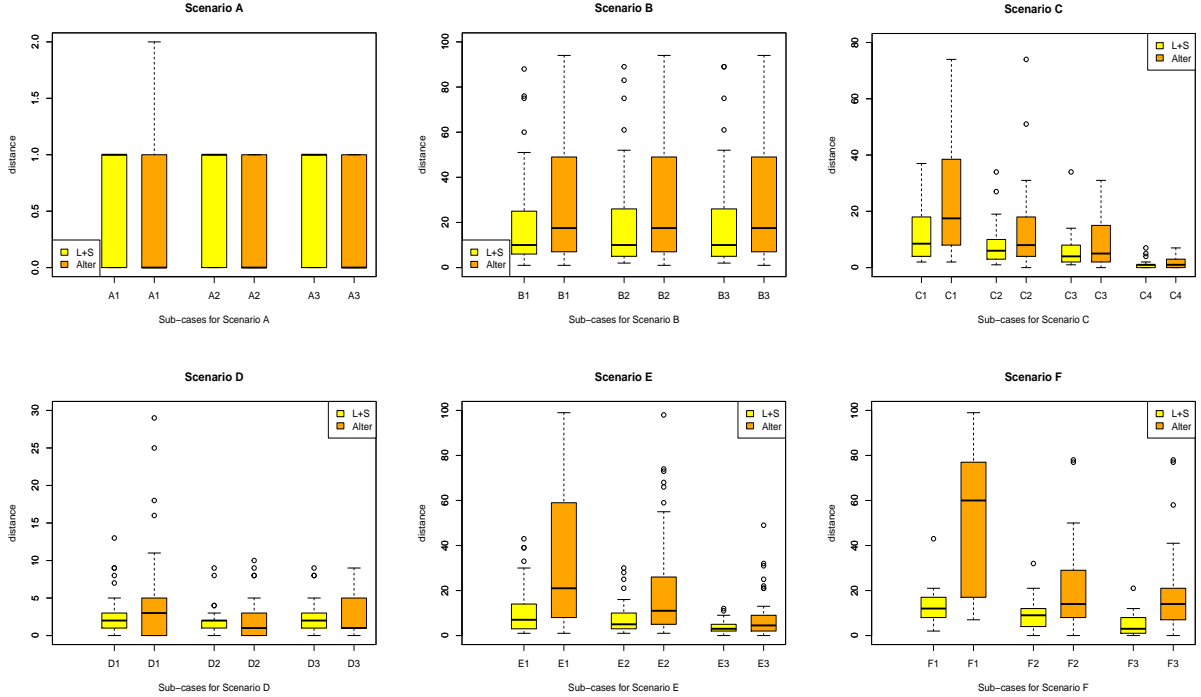 Scenario A
2.0
1.5
1.0
0.5
0.0
distance
L+S
Alter
A1 A1 A2 A2 A3 A3
Sub−cases for Scenario A
Scenario B
100
80
60
40
20
0
distance
L+S
Alter
B1 B1 B2 B2 B3 B3
Sub−cases for Scenario B
Scenario C
80
60
40
20
0
distance
L+S
Alter
C1 C1 C2 C2 C3 C3 C4 C4
Sub−cases for Scenario C
Scenario D
30
25
20
15
10
5
0
distance
L+S
Alter
D1 D1 D2 D2 D3 D3
Sub−cases for Scenario D
Scenario E
100
80
60
40
20
0
distance
L+S
Alter
E1 E1 E2 E2 E3 E3
Sub−cases for Scenario E
Scenario F
100
80
60
40
20
0
distance
L+S
Alter
F1 F1 F2 F2 F3 F3
Sub−cases for Scenario F